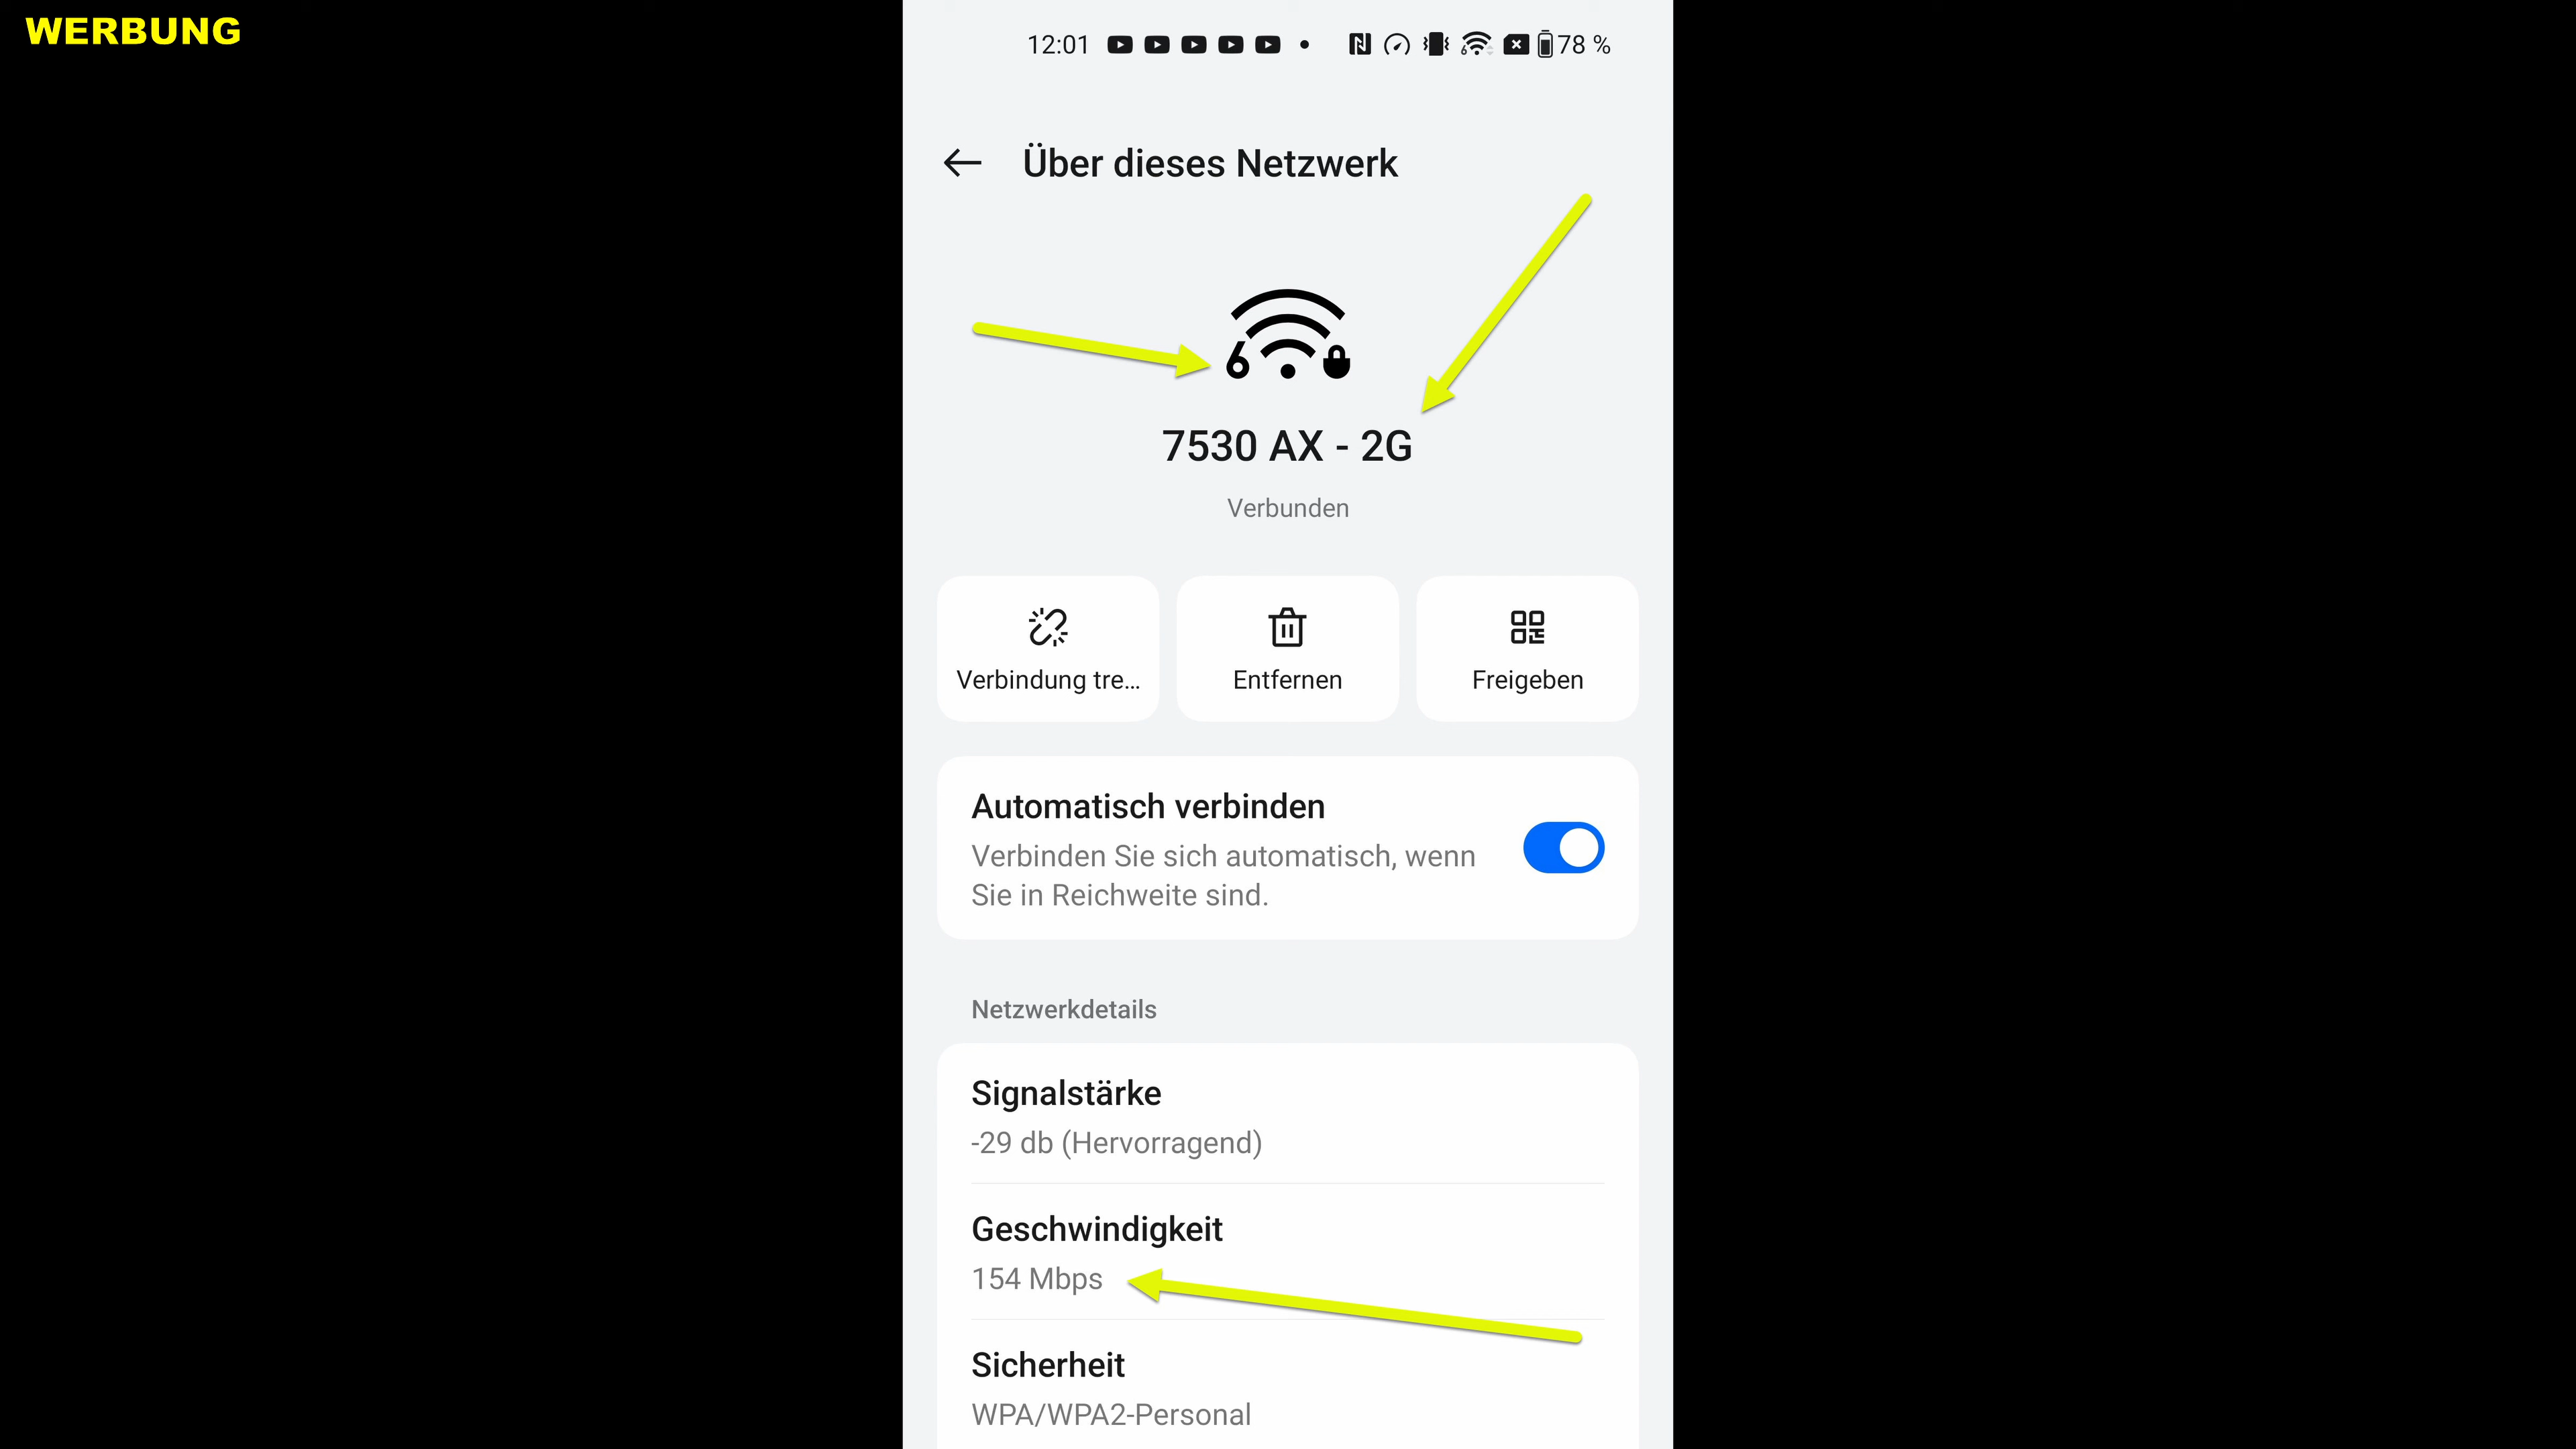 WERBUNG
12:01 78 %
Über dieses Netzwerk
6
7530 AX - 2G
Verbunden
Verbindung tre...
Entfernen
Freigeben
Automatisch verbinden
Verbinden Sie sich automatisch, wenn
Sie in Reichweite sind.
Netzwerkdetails
Signalstärke
-29 db (Hervorragend)
Geschwindigkeit
154 Mbps
Sicherheit
WPA/WPA2-Personal